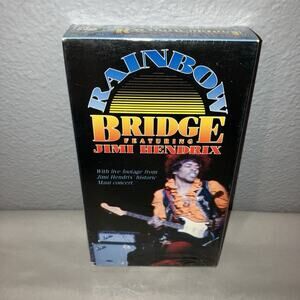 RAINBOW
BRIDGE
FEATURING
JIMI HENDRIX
With live footage from
Jimi Hendrix' historic
Maui concert